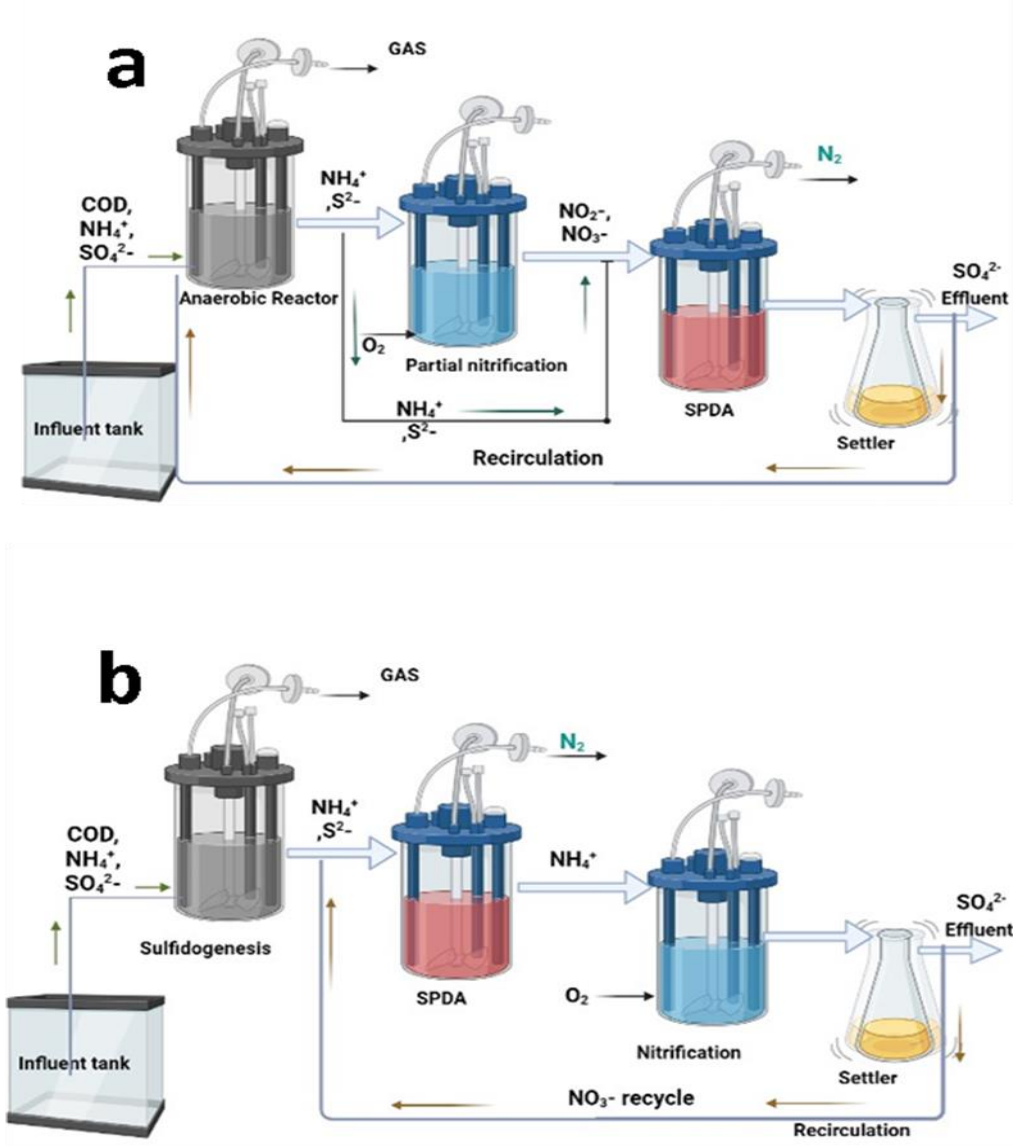 a
GAS
N₂
NH₄⁺
,S²-
COD,
NH₄⁺,
SO₄²-
NO₂-,
NO₃-
SO₄²-
Effluent
Anaerobic Reactor
O₂
Partial nitrification
SPDA
NH₄⁺
,S²-
Influent tank
Settler
Recirculation
b
GAS
N₂
NH₄⁺
,S²-
COD,
NH₄⁺,
SO₄²-
NH₄⁺
SO₄²-
Effluent
Sulfidogenesis
SPDA
O₂
Nitrification
Influent tank
Settler
NO₃- recycle
Recirculation